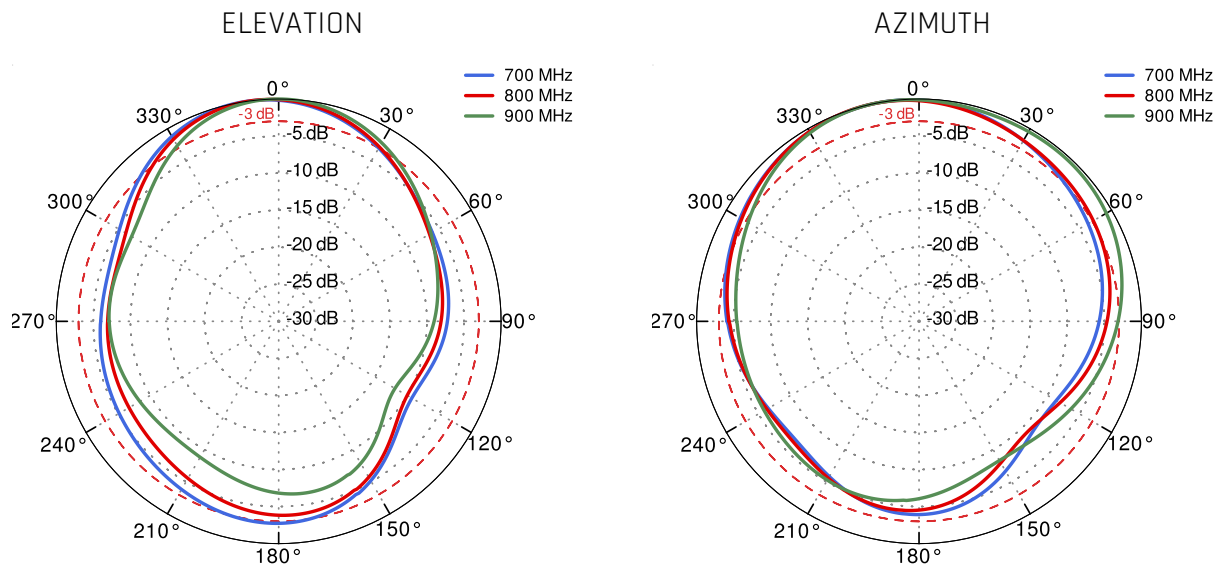 ELEVATION
700 MHz
800 MHz
900 MHz
0°
330°
30°
-3 dB
-5 dB
-10 dB
300°
60°
-15 dB
-20 dB
-25 dB
270°
-30 dB
90°
240°
120°
210°
150°
180°
AZIMUTH
700 MHz
800 MHz
900 MHz
0°
330°
30°
-3 dB
-5 dB
-10 dB
300°
60°
-15 dB
-20 dB
-25 dB
270°
-30 dB
90°
240°
120°
210°
150°
180°